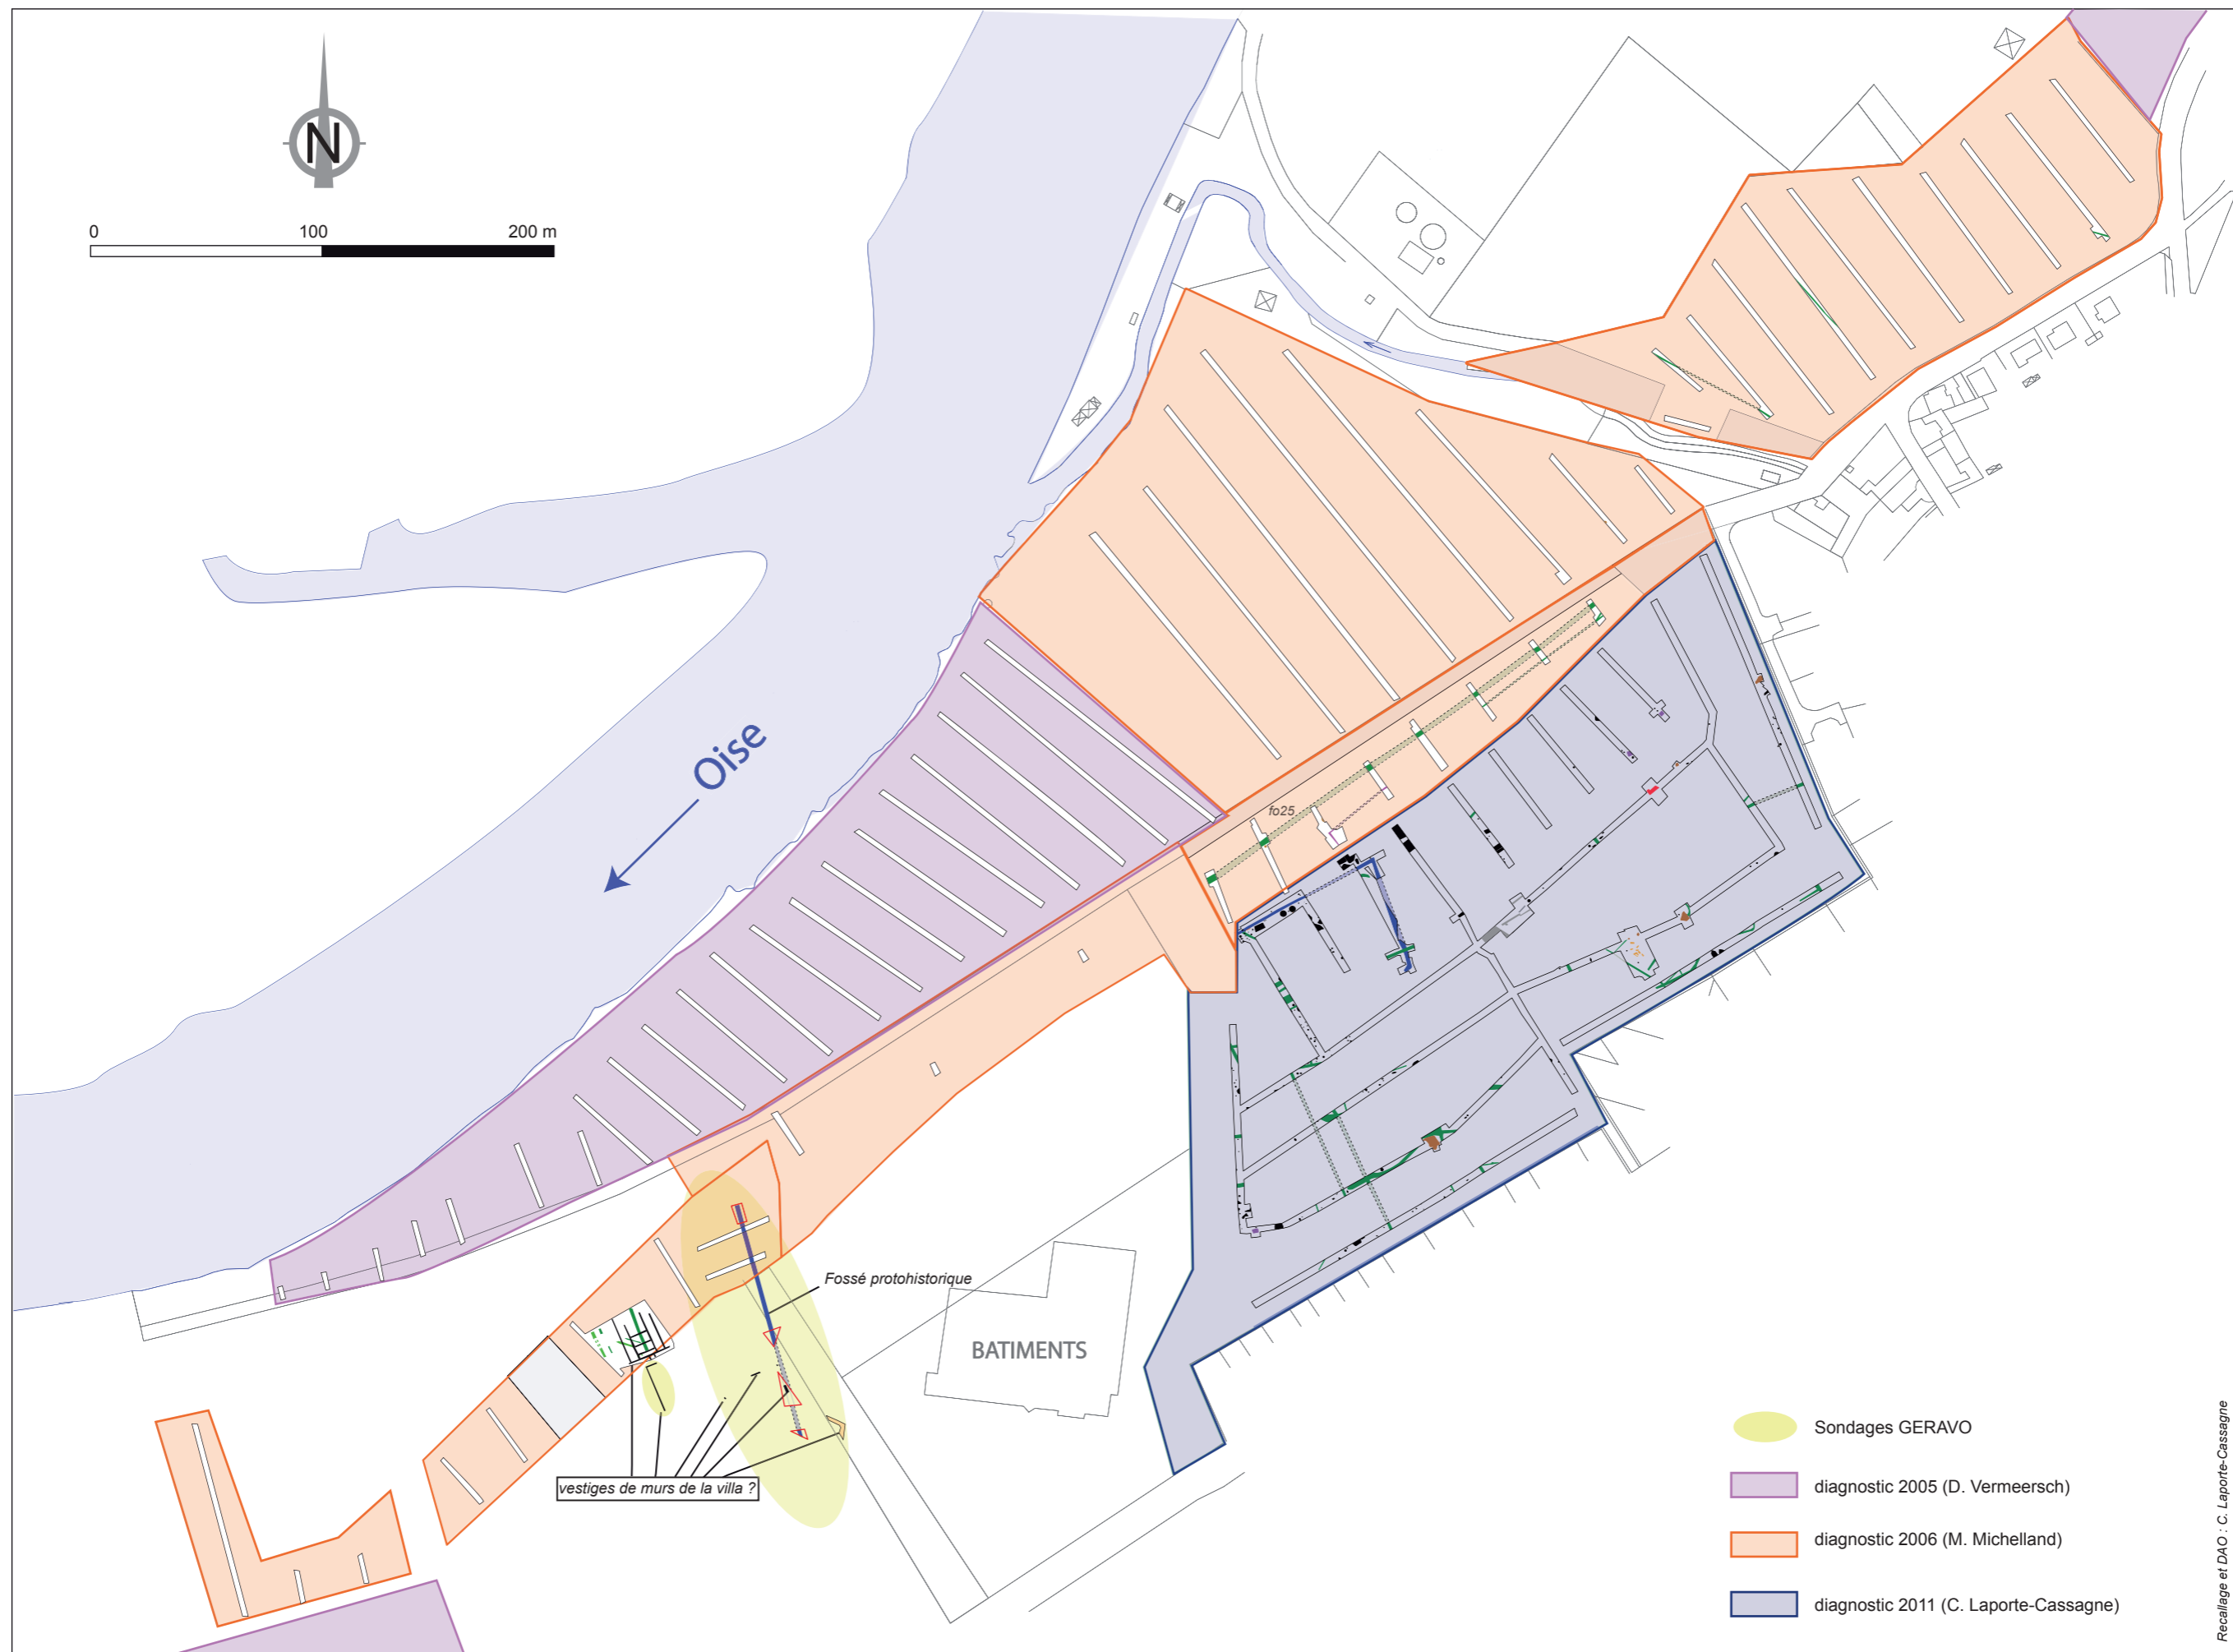 N
0 100 200 m
Oise
fo25
Fossé protohistorique
BATIMENTS
vestiges de murs de la villa ?
Sondages GERAVO
diagnostic 2005 (D. Vermeersch)
diagnostic 2006 (M. Michelland)
diagnostic 2011 (C. Laporte-Cassagne)
Recallage et DAO : C. Laporte-Cassagne